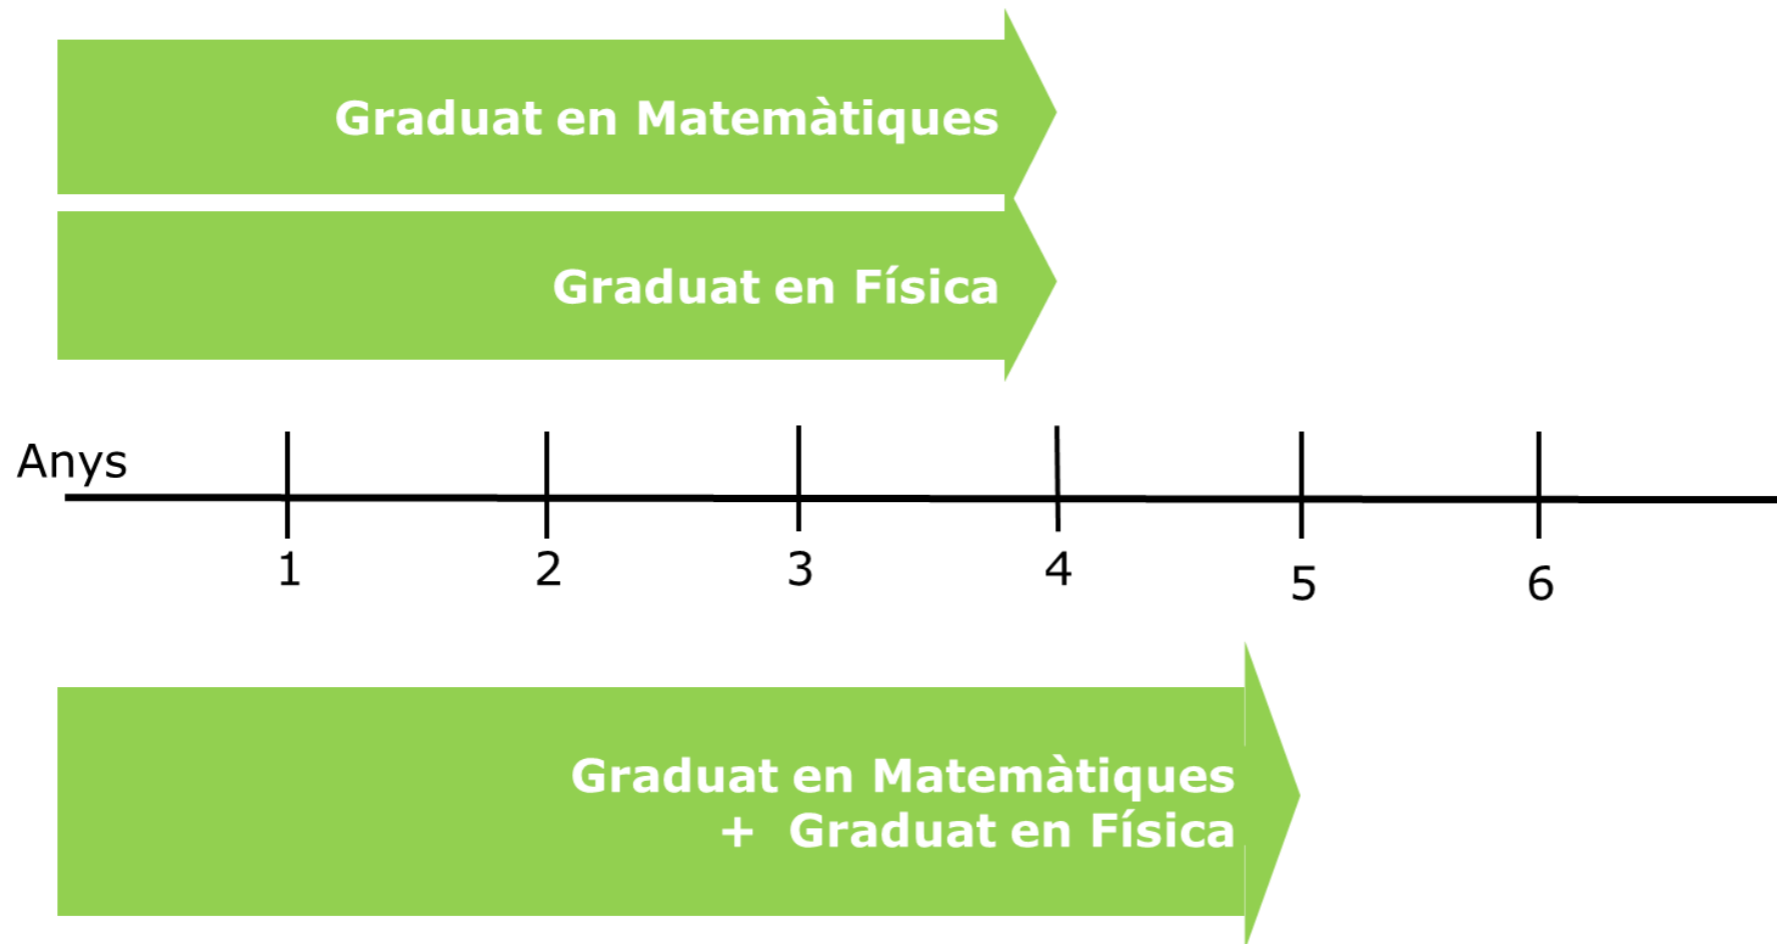 Graduat en Matemàtiques
Graduat en Física
Anys
1 2 3 4 5 6
Graduat en Matemàtiques
+ Graduat en Física